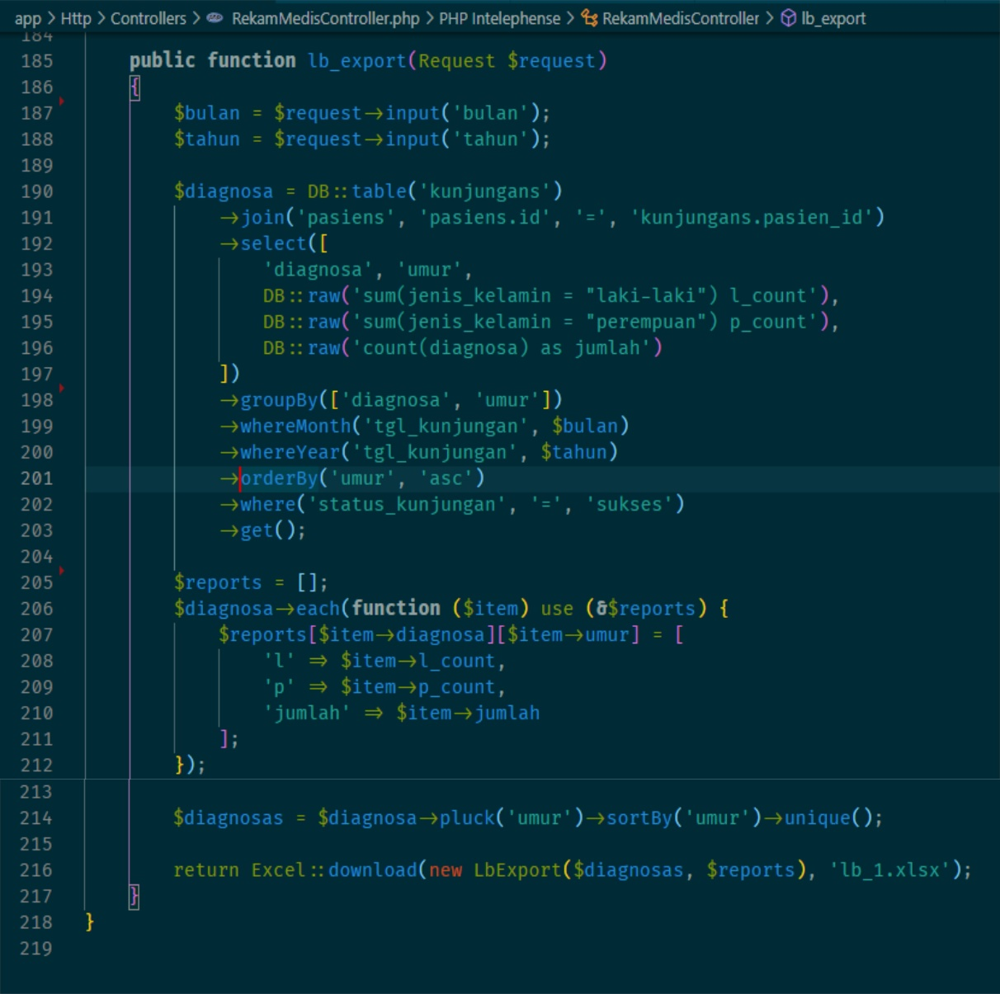 app > Http > Controllers > RekamMedisController.php > PHP Intelephense > RekamMedisController > lb_export
184
185 public function lb_export(Request $request)
186 {
187 $bulan = $request->input('bulan');
188 $tahun = $request->input('tahun');
189
190 $diagnosa = DB::table('kunjungans')
191 ->join('pasiens', 'pasiens.id', '=', 'kunjungans.pasien_id')
192 ->select([
193 'diagnosa', 'umur',
194 DB::raw('sum(jenis_kelamin = "laki-laki") l_count'),
195 DB::raw('sum(jenis_kelamin = "perempuan") p_count'),
196 DB::raw('count(diagnosa) as jumlah')
197 ])
198 ->groupBy(['diagnosa', 'umur'])
199 ->whereMonth('tgl_kunjungan', $bulan)
200 ->whereYear('tgl_kunjungan', $tahun)
201 ->orderBy('umur', 'asc')
202 ->where('status_kunjungan', '=', 'sukses')
203 ->get();
204
205 $reports = [];
206 $diagnosa->each(function ($item) use (&$reports) {
207 $reports[$item->diagnosa][$item->umur] = [
208 'l' => $item->l_count,
209 'p' => $item->p_count,
210 'jumlah' => $item->jumlah
211 ];
212 });
213
214 $diagnosas = $diagnosa->pluck('umur')->sortBy('umur')->unique();
215
216 return Excel::download(new LbExport($diagnosas, $reports), 'lb_1.xlsx');
217 }
218 }
219